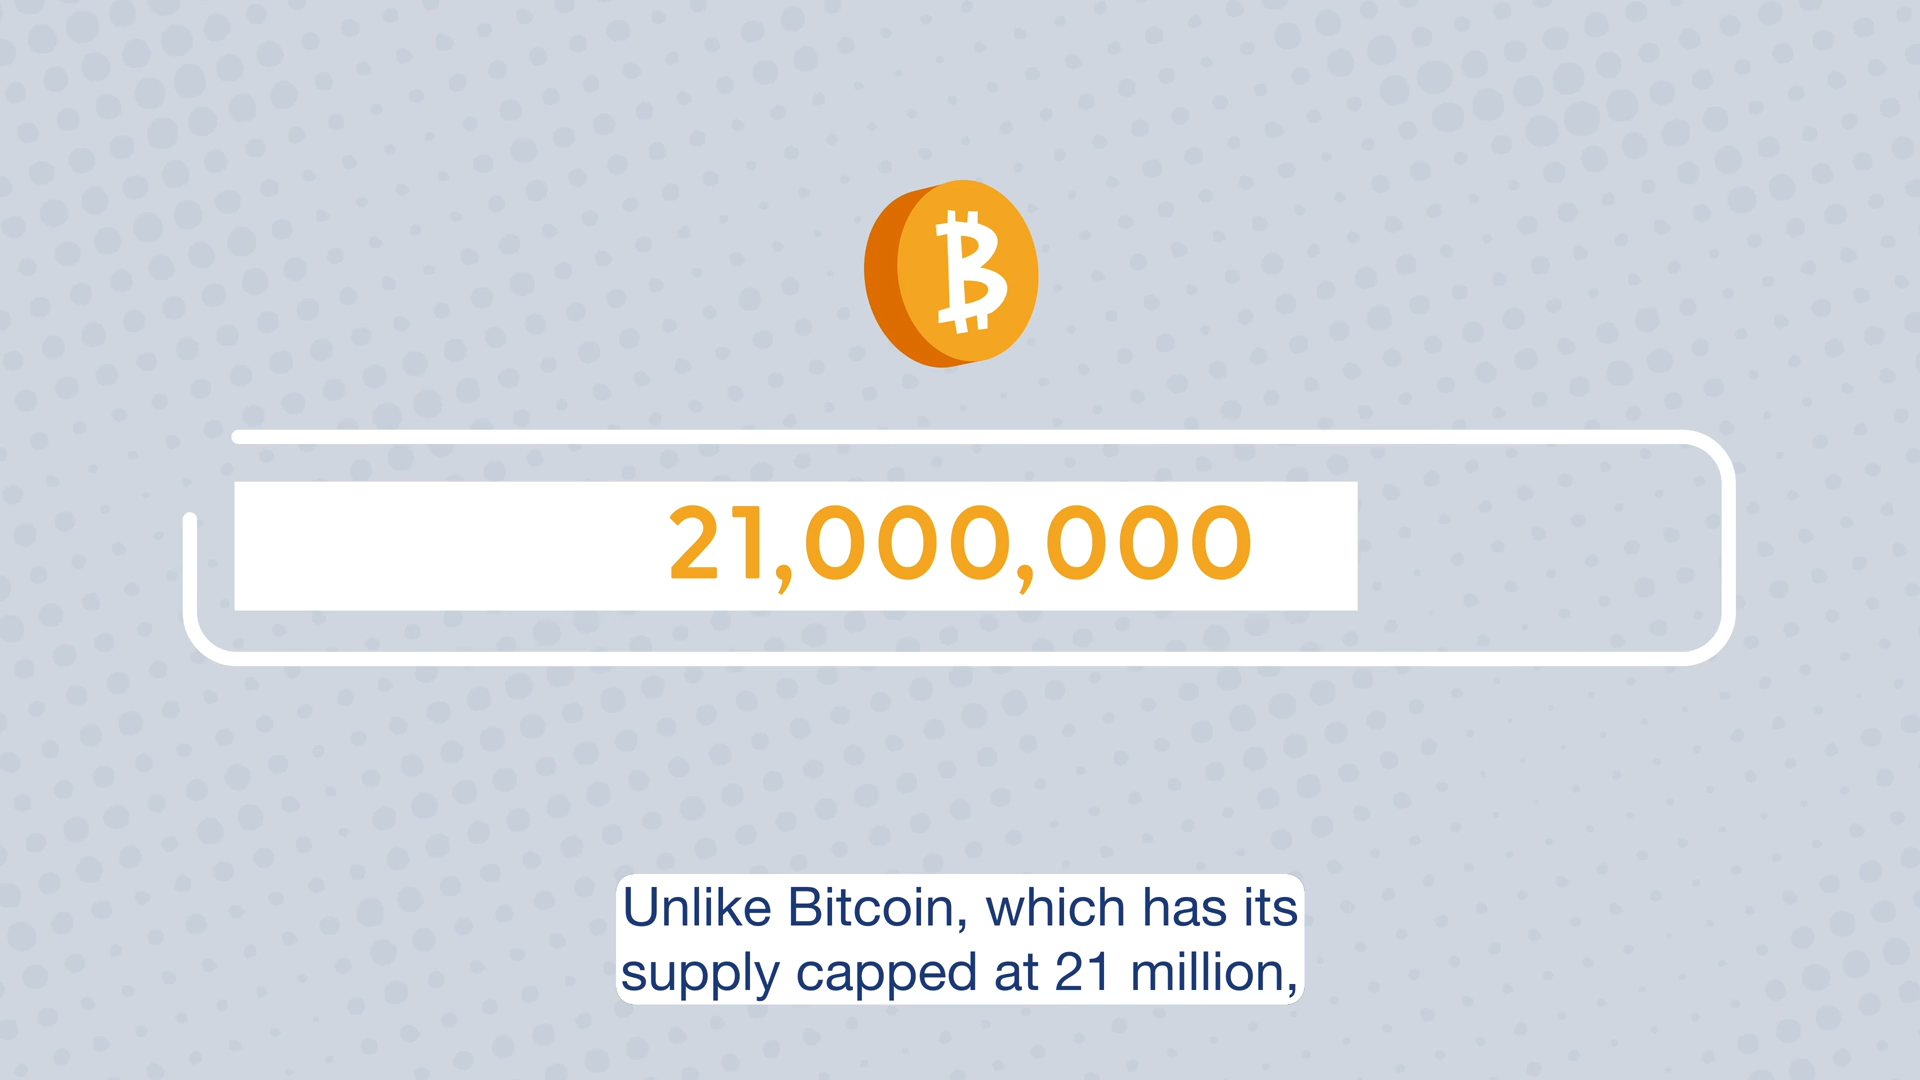 21,000,000
Unlike Bitcoin, which has its
supply capped at 21 million,